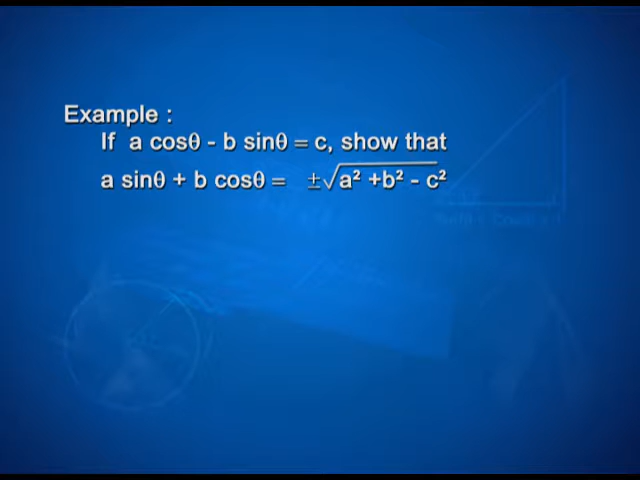 Example :
If a cosθ - b sinθ = c, show that
a sinθ + b cosθ = ±√a² +b² - c²